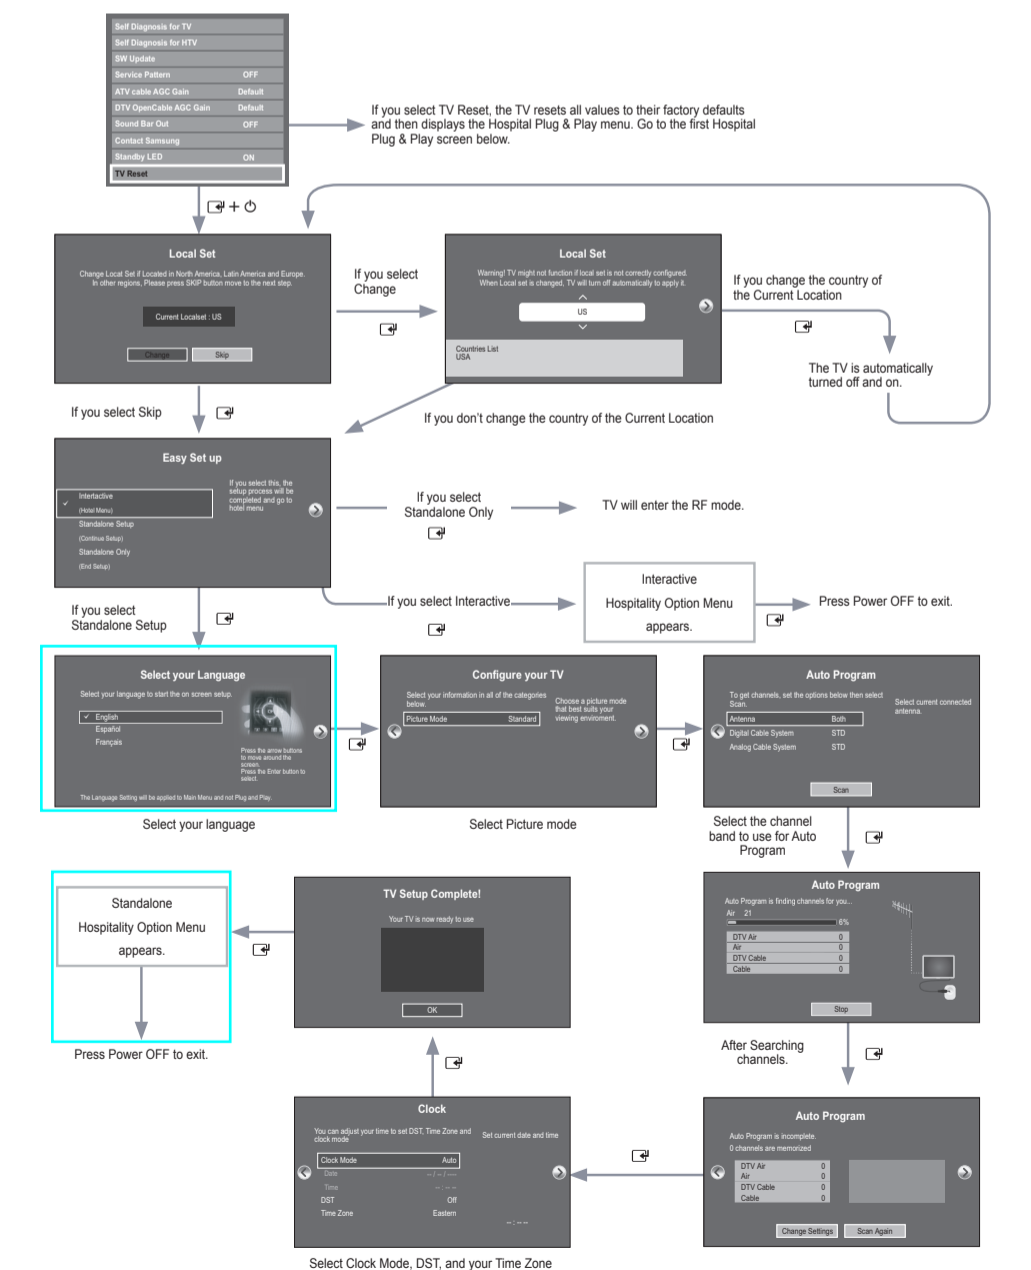 Self Diagnosis for TV
Self Diagnosis for HTV
SW Update
Service Pattern OFF
ATV cable AGC Gain Default
DTV OpenCable AGC Gain Default
Sound Bar Out OFF
Contact Samsung
Standby LED ON
TV Reset
If you select TV Reset, the TV resets all values to their factory defaults
and then displays the Hospital Plug & Play menu. Go to the first Hospital
Plug & Play screen below.
+
Local Set
Change Locat Set if Located in North America, Latin America and Europe.
In other regions, Please press SKIP button move to the next step.
Current Localset : US
Change Skip
If you select
Change
Local Set
Warning! TV might not function if local set is not correctly configured.
When Local set is changed, TV will turn off automatically to apply it.
US
Countries List
USA
If you change the country of
the Current Location
The TV is automatically
turned off and on.
If you select Skip
If you don't change the country of the Current Location
Easy Set up
Intertactive
(Hotel Menu)
Standalone Setup
(Continue Setup)
Standalone Only
(End Setup)
If you select this, the
setup process will be
completed and go to
hotel menu
If you select
Standalone Only
TV will enter the RF mode.
If you select Interactive
Interactive
Hospitality Option Menu
appears.
Press Power OFF to exit.
If you select
Standalone Setup
Select your Language
Select your language to start the on screen setup.
English
Español
Français
Press the arrow buttons
to move around the
screen.
Press the Enter button to
select.
The Language Setting will be applied to Main Menu and not Plug and Play.
Select your language
Configure your TV
Select your information in all of the categories
below.
Picture Mode Standard
Choose a picture mode
that best suits your
viewing enviroment.
Select Picture mode
Auto Program
To get channels, set the options below then select
Scan.
Antenna Both
Digital Cable System STD
Analog Cable System STD
Select current connected
antenna.
Scan
Select the channel
band to use for Auto
Program
Auto Program
Auto Program is finding channels for you...
Air 21
6%
DTV Air 0
Air 0
DTV Cable 0
Cable 0
Stop
After Searching
channels.
Auto Program
Auto Program is incomplete.
0 channels are memorized
DTV Air 0
Air 0
DTV Cable 0
Cable 0
Change Settings Scan Again
Clock
You can adjust your time to set DST, Time Zone and
clock mode
Clock Mode Auto
Date -- / -- / ----
Time -- : -- --
DST Off
Time Zone Eastern
Set current date and time
-- : -- --
Select Clock Mode, DST, and your Time Zone
TV Setup Complete!
Your TV is now ready to use
OK
Standalone
Hospitality Option Menu
appears.
Press Power OFF to exit.